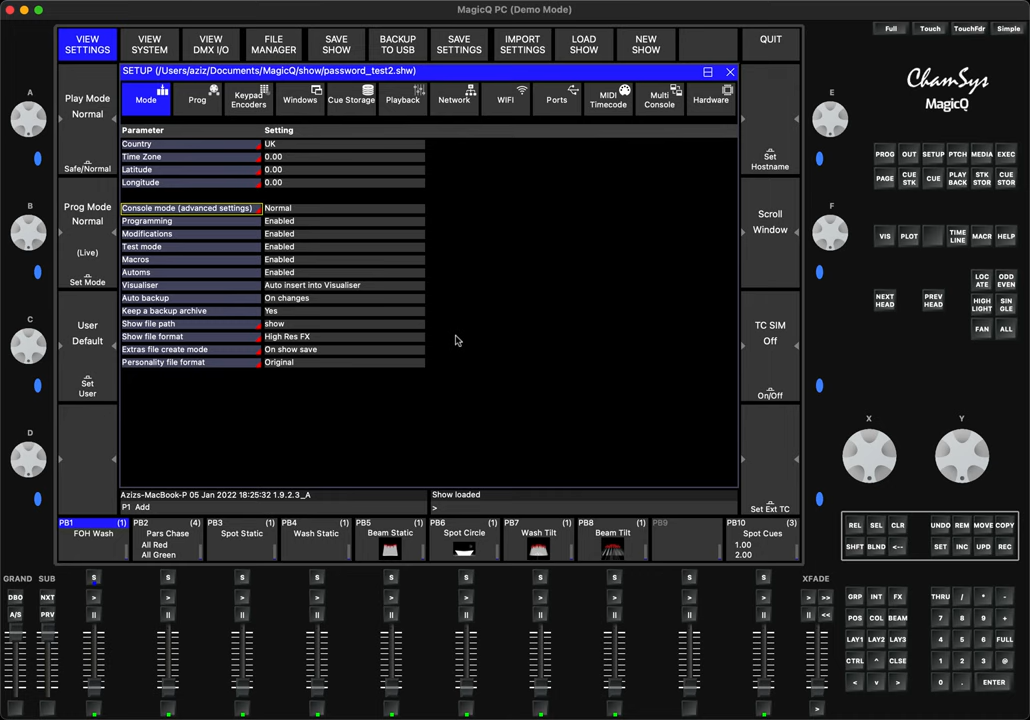 MagicQ PC (Demo Mode)
VIEW SETTINGS
VIEW SYSTEM
VIEW DMX I/O
FILE MANAGER
SAVE SHOW
BACKUP TO USB
SAVE SETTINGS
IMPORT SETTINGS
LOAD SHOW
NEW SHOW
QUIT
Full
Touch
TouchFdr
Simple
SETUP (/Users/aziz/Documents/MagicQ/show/password_test2.shw)
Mode
Prog
Keypad Encoders
Windows
Cue Storage
Playback
Network
WIFI
Ports
MIDI Timecode
Multi Console
Hardware
ChamSys
MagicQ
A
Play Mode
Normal
Safe/Normal
B
Prog Mode
Normal
(Live)
Set Mode
C
User
Default
Set
User
D
Parameter Setting
Country UK
Time Zone 0.00
Latitude 0.00
Longitude 0.00
Console mode (advanced settings) Normal
Programming Enabled
Modifications Enabled
Test mode Enabled
Macros Enabled
Automs Enabled
Visualiser Auto insert into Visualiser
Auto backup On changes
Keep a backup archive Yes
Show file path show
Show file format High Res FX
Extras file create mode On show save
Personality file format Original
E
Set
Hostname
F
Scroll
Window
TC SIM
Off
On/Off
Set Ext TC
PROG OUT SETUP PTCH MEDIA EXEC
PAGE CUE STK CUE PLAY BACK STK STOR CUE STOR
VIS PLOT TIME LINE MACR HELP
NEXT HEAD
PREV HEAD
LOC ATE
ODD EVEN
HIGH LIGHT
SIN GLE
FAN
ALL
X
Y
Azizs-MacBook-P 05 Jan 2022 18:25:32 1.9.2.3_A
Show loaded
P1 Add
>
PB1 (1)
FOH Wash
PB2 (4)
Pars Chase
All Red
All Green
PB3 (1)
Spot Static
PB4 (1)
Wash Static
PB5 (1)
Beam Static
PB6 (1)
Spot Circle
PB7 (1)
Wash Tilt
PB8 (1)
Beam Tilt
PB9
PB10 (3)
Spot Cues
1.00
2.00
REL SEL CLR UNDO REM MOVE COPY
SHFT BLND <-- SET INC UPD REC
GRAND SUB
XFADE
DBO NXT
A/S PRV
S S S S S S S S S S
> > > > > > > > > > > >>
|| || || || || || || || || || || <<
>
GRP INT FX THRU / * -
POS COL BEAM 7 8 9 +
LAY1 LAY2 LAY3 4 5 6 FULL
CTRL ^ CLSE 1 2 3 @
< v > 0 . ENTER